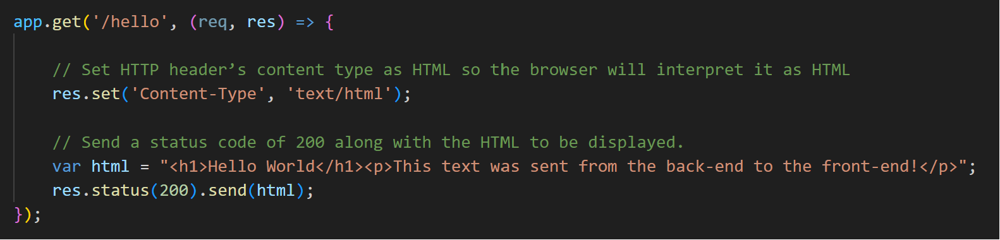 app.get('/hello', (req, res) => {
// Set HTTP header’s content type as HTML so the browser will interpret it as HTML
res.set('Content-Type', 'text/html');
// Send a status code of 200 along with the HTML to be displayed.
var html = "<h1>Hello World</h1><p>This text was sent from the back-end to the front-end!</p>";
res.status(200).send(html);
});